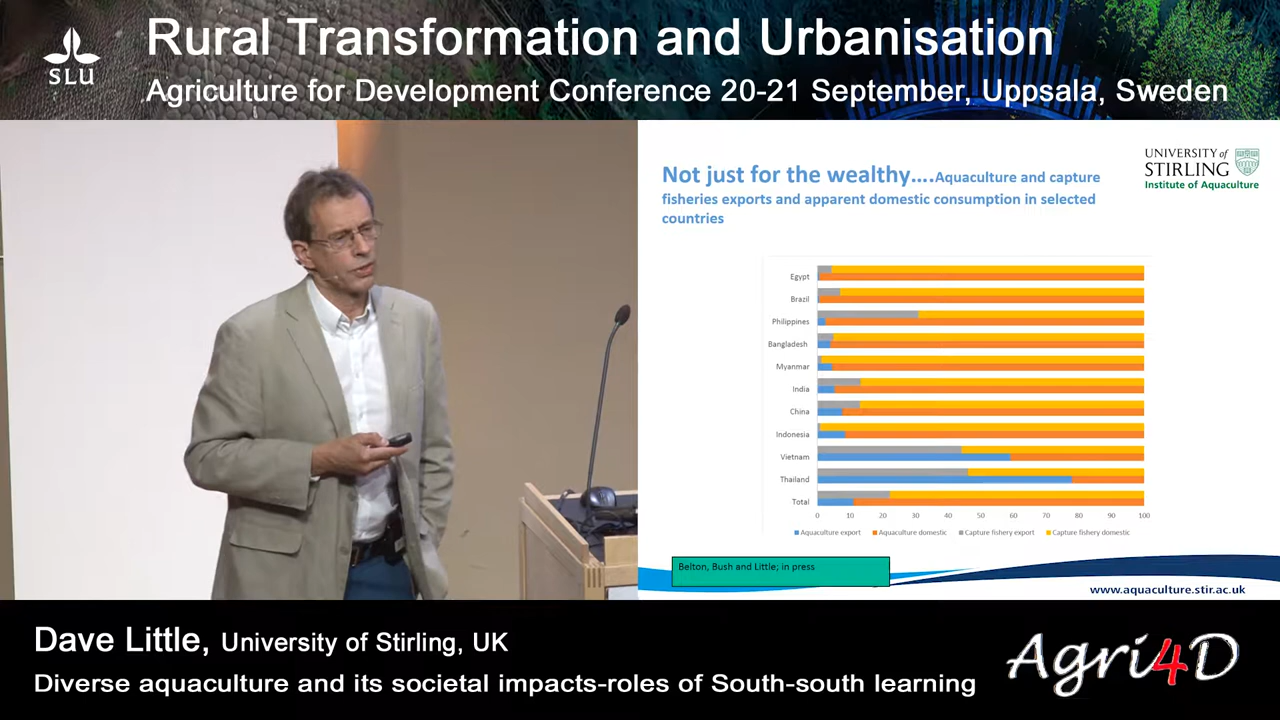 Rural Transformation and Urbanisation
Agriculture for Development Conference 20-21 September, Uppsala, Sweden
SLU
Not just for the wealthy....Aquaculture and capture
fisheries exports and apparent domestic consumption in selected
countries
UNIVERSITY of
STIRLING
Institute of Aquaculture
Egypt
Brazil
Philippines
Bangladesh
Myanmar
India
China
Indonesia
Vietnam
Thailand
Total
0 10 20 30 40 50 60 70 80 90 100
Aquaculture export Aquaculture domestic Capture fishery export Capture fishery domestic
Belton, Bush and Little; in press
www.aquaculture.stir.ac.uk
Dave Little, University of Stirling, UK
Diverse aquaculture and its societal impacts-roles of South-south learning
Agri4D